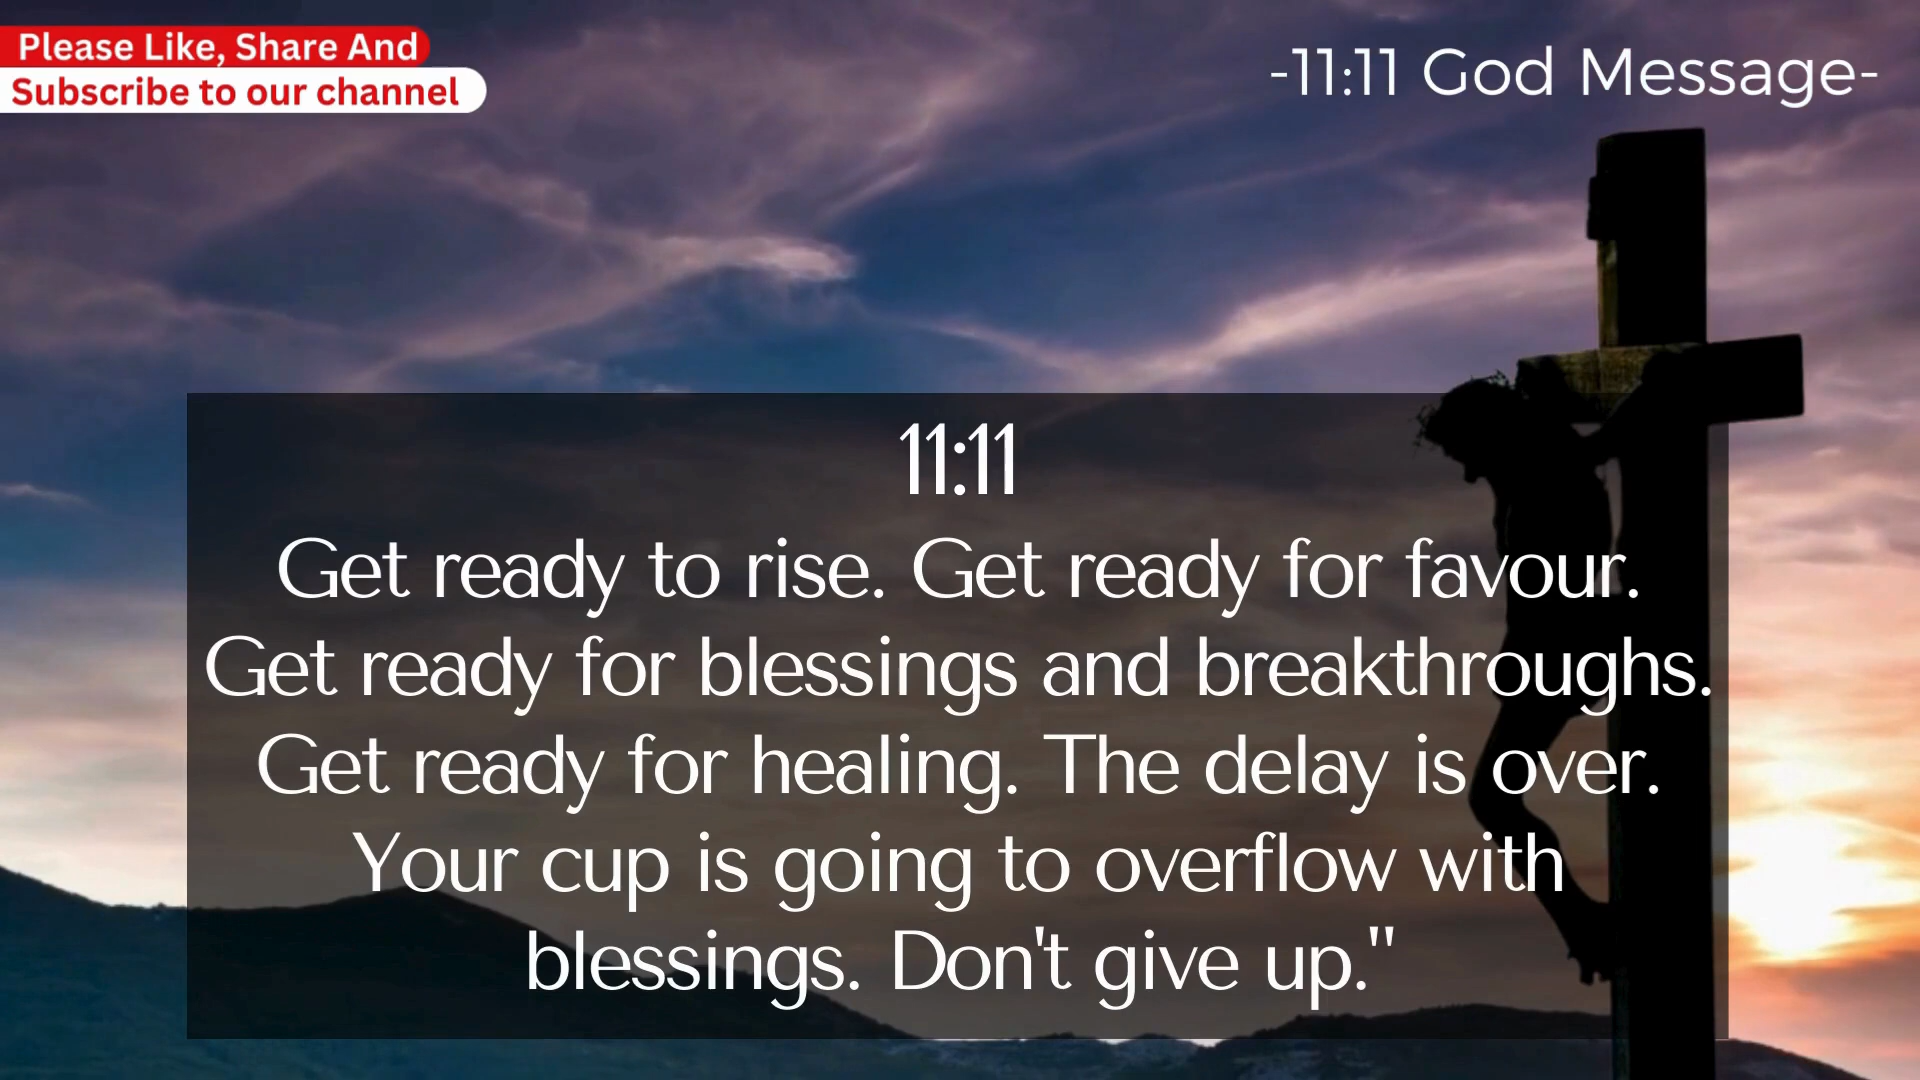 Please Like, Share And
Subscribe to our channel
-11:11 God Message-
11:11
Get ready to rise. Get ready for favour.
Get ready for blessings and breakthroughs.
Get ready for healing. The delay is over.
Your cup is going to overflow with
blessings. Don't give up."